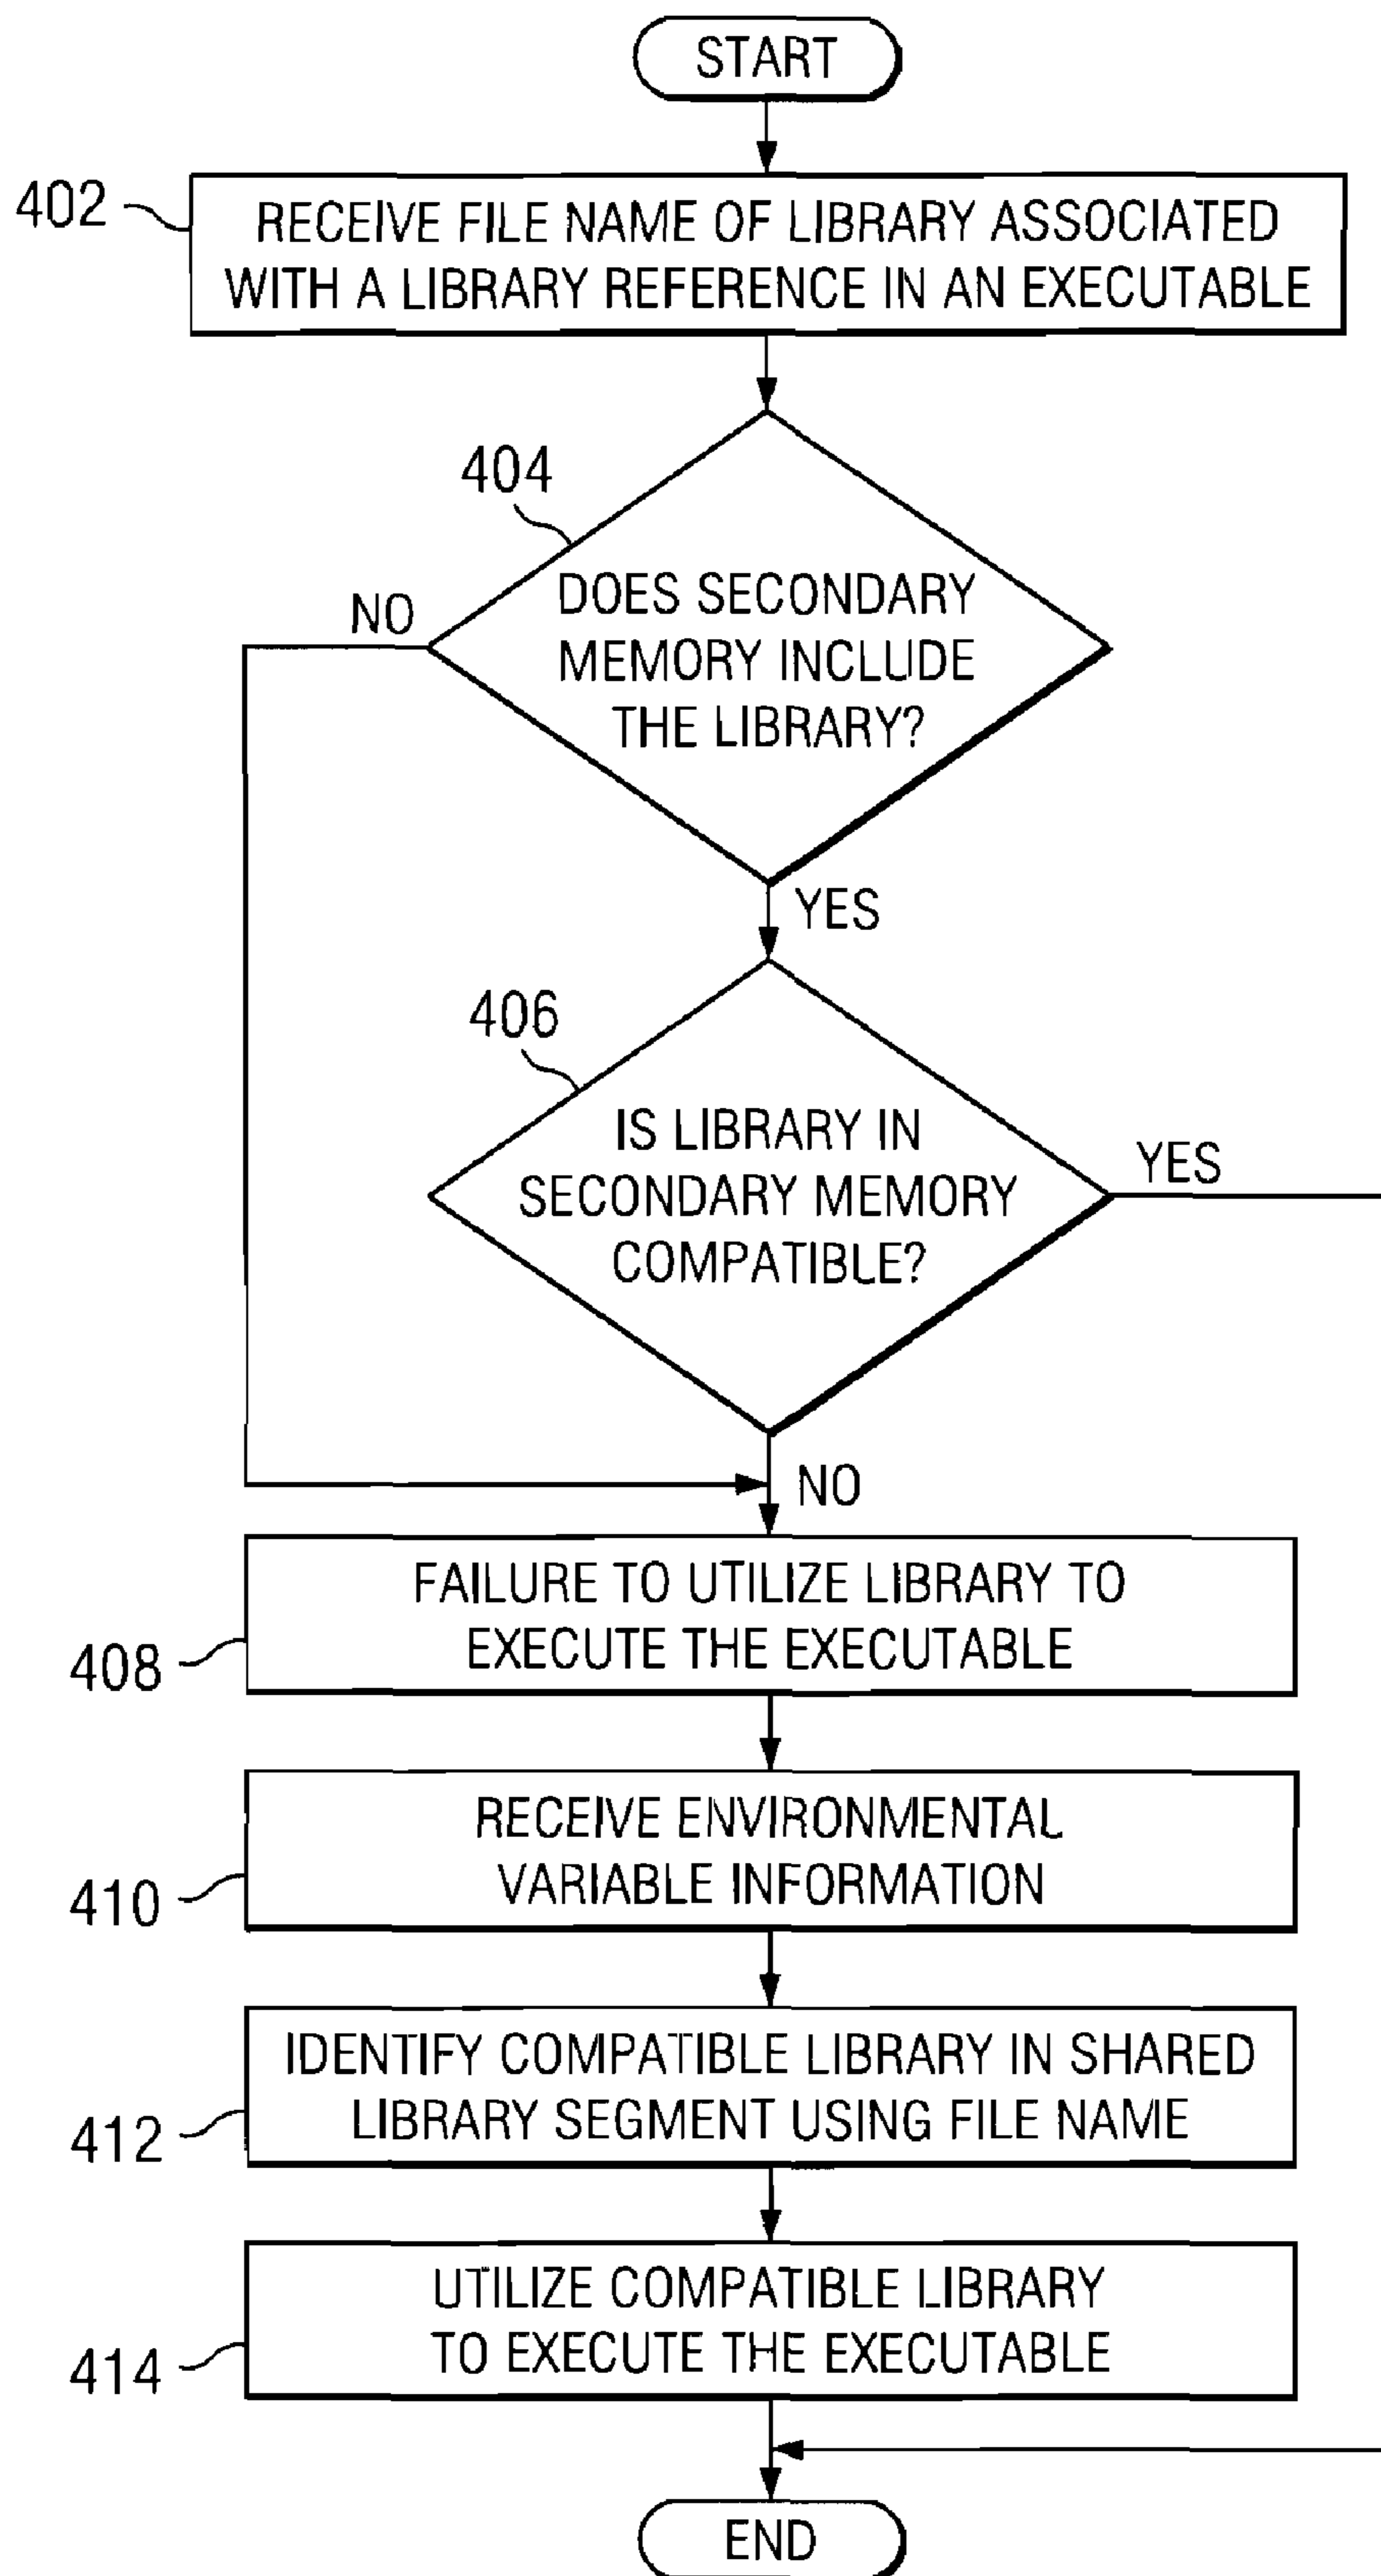 START
402
RECEIVE FILE NAME OF LIBRARY ASSOCIATED
WITH A LIBRARY REFERENCE IN AN EXECUTABLE
404
NO
DOES SECONDARY
MEMORY INCLUDE
THE LIBRARY?
YES
406
IS LIBRARY IN
SECONDARY MEMORY
COMPATIBLE?
YES
NO
FAILURE TO UTILIZE LIBRARY TO
EXECUTE THE EXECUTABLE
408
RECEIVE ENVIRONMENTAL
VARIABLE INFORMATION
410
IDENTIFY COMPATIBLE LIBRARY IN SHARED
LIBRARY SEGMENT USING FILE NAME
412
UTILIZE COMPATIBLE LIBRARY
TO EXECUTE THE EXECUTABLE
414
END